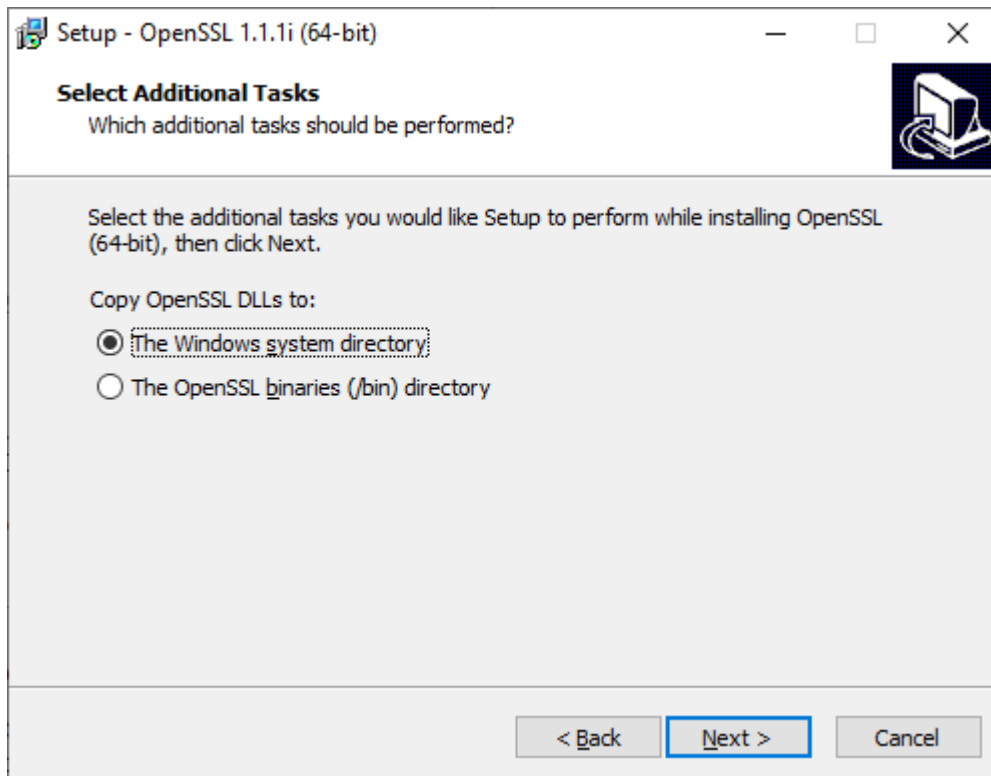 Setup - OpenSSL 1.1.1i (64-bit)
Select Additional Tasks
Which additional tasks should be performed?
Select the additional tasks you would like Setup to perform while installing OpenSSL
(64-bit), then click Next.
Copy OpenSSL DLLs to:
The Windows system directory
The OpenSSL binaries (/bin) directory
< Back
Next >
Cancel